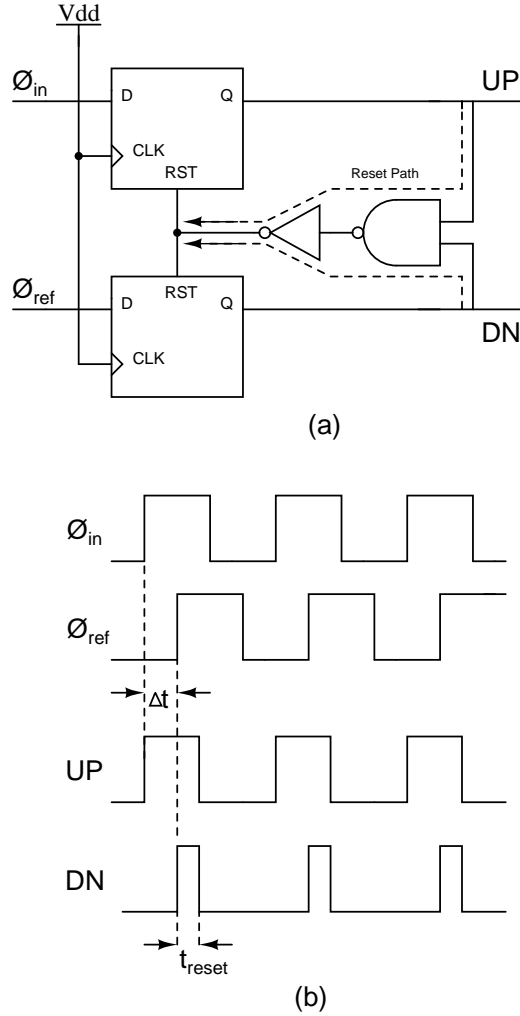 Vdd
Øin
D
Q
UP
CLK
RST
Reset Path
Øref
D
RST
Q
DN
CLK
(a)
Øin
Øref
Δt
UP
DN
treset
(b)